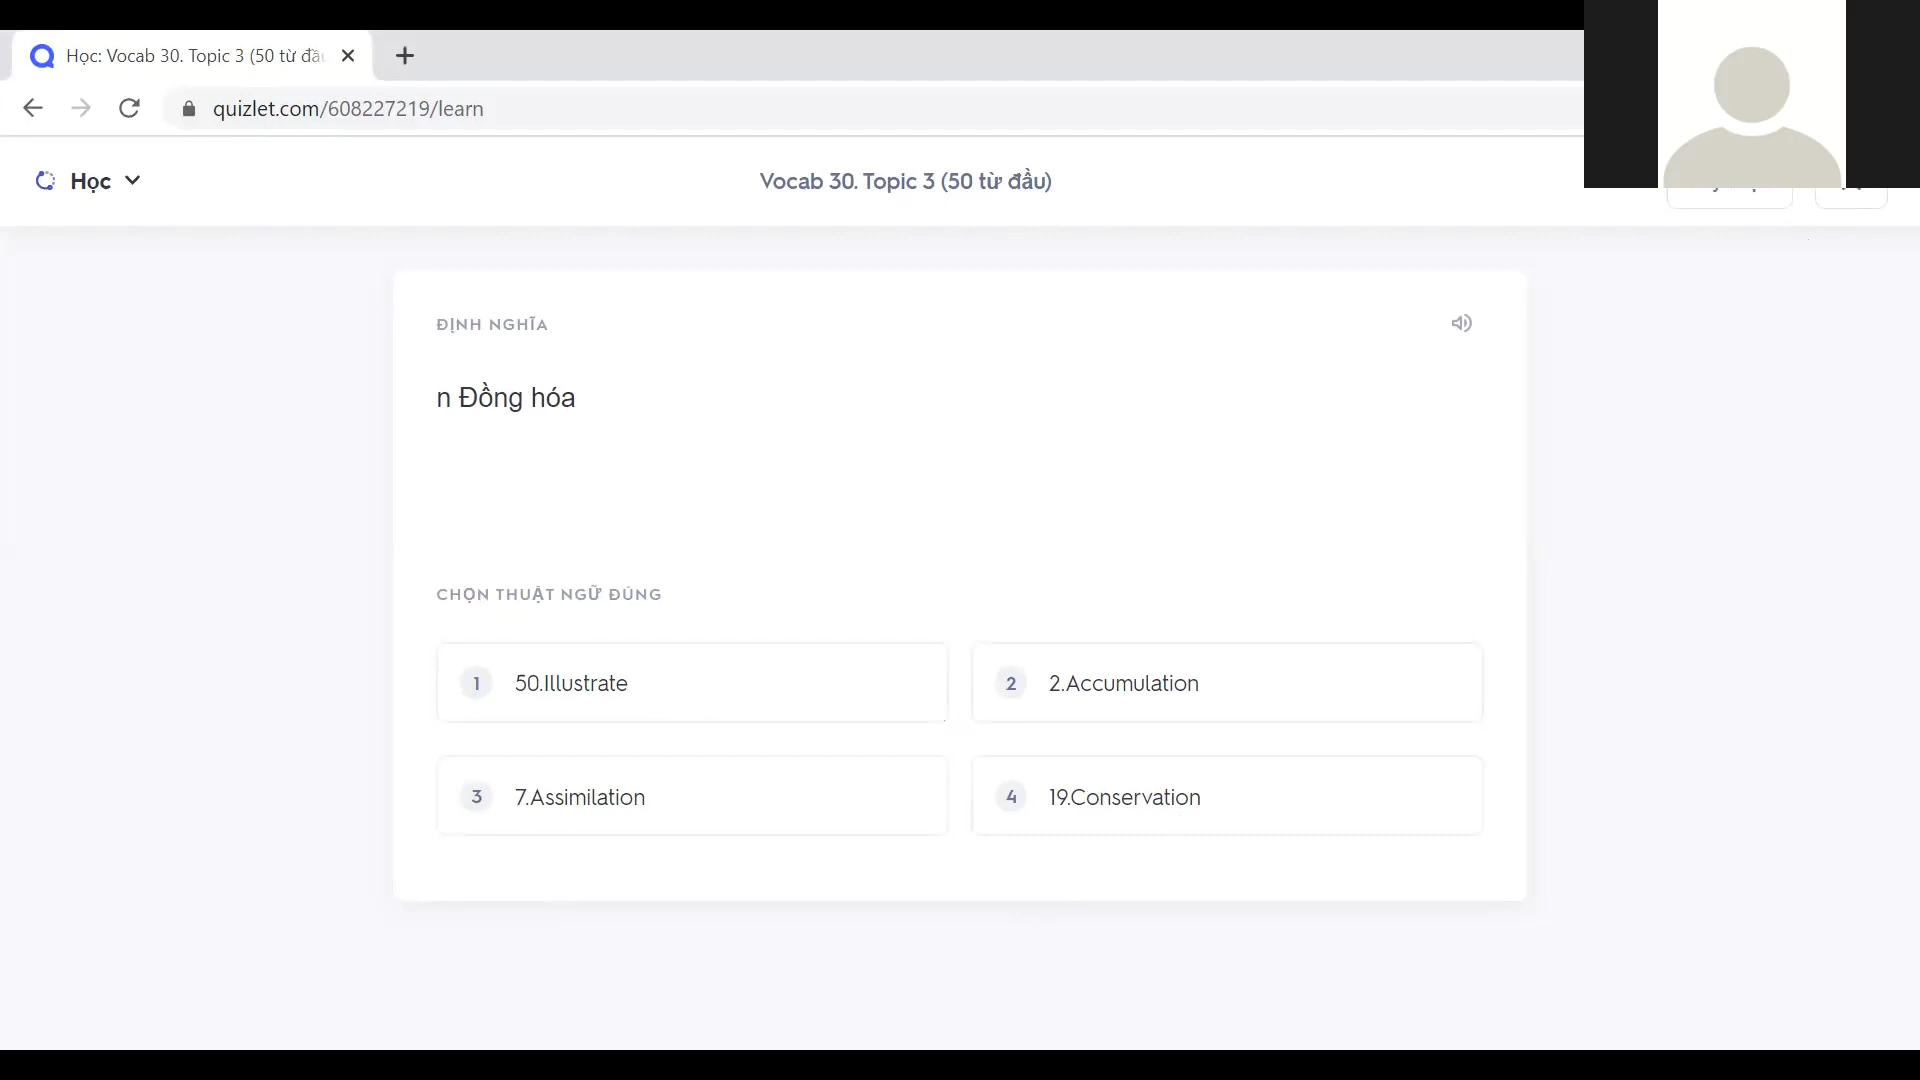 Học: Vocab 30. Topic 3 (50 từ đầu
quizlet.com/608227219/learn
Học
Vocab 30. Topic 3 (50 từ đầu)
ĐỊNH NGHĨA
n Đồng hóa
CHỌN THUẬT NGỮ ĐÚNG
1 50.Illustrate
2 2.Accumulation
3 7.Assimilation
4 19.Conservation